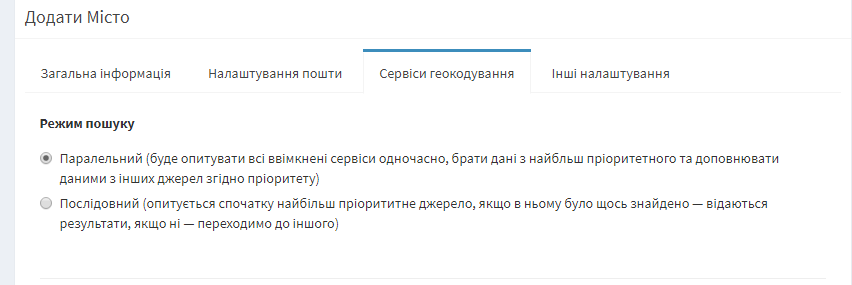 Додати Місто
Загальна інформація Налаштування пошти Сервіси геокодування Інші налаштування
Режим пошуку
Паралельний (буде опитувати всі ввімкнені сервіси одночасно, брати дані з найбльш пріоритетного та доповнювати
даними з інших джерел згідно пріоритету)
Послідовний (опитується спочатку найбільш пріорититне джерело, якщо в ньому було щось знайдено — відаються
результати, якщо ні — переходимо до іншого)